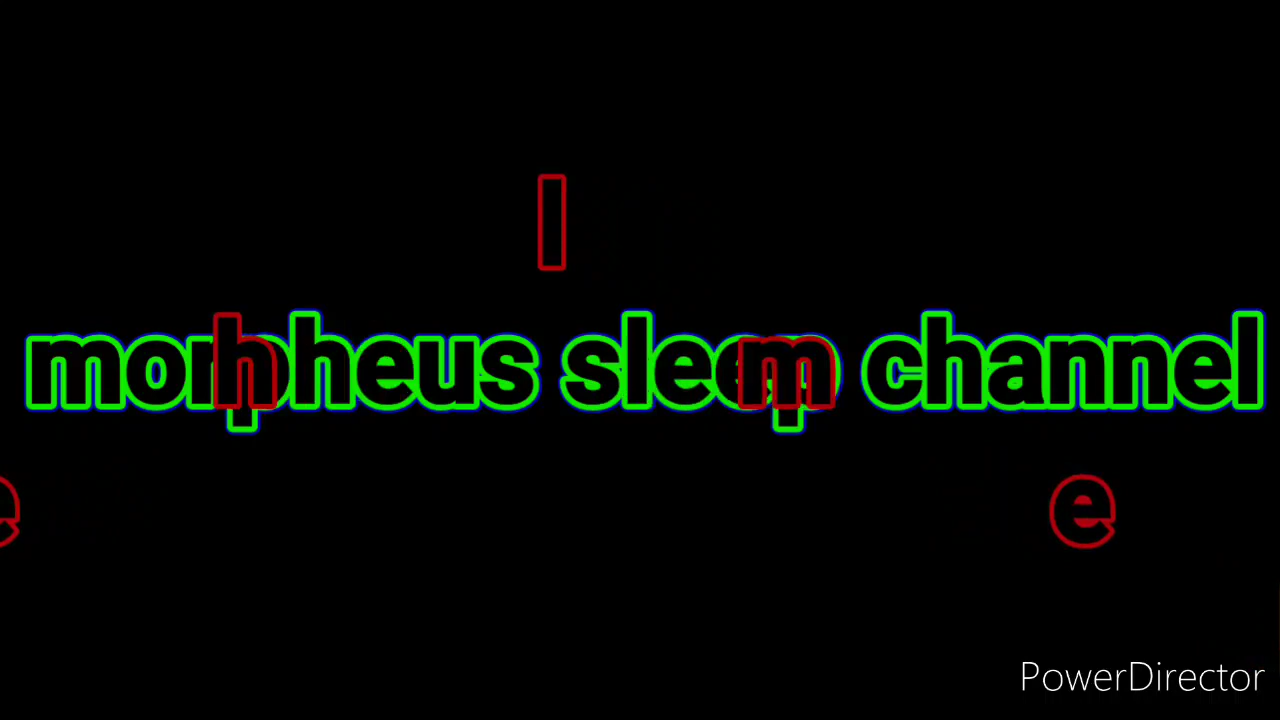 l
morpheus sleep channel
h m
e e
PowerDirector